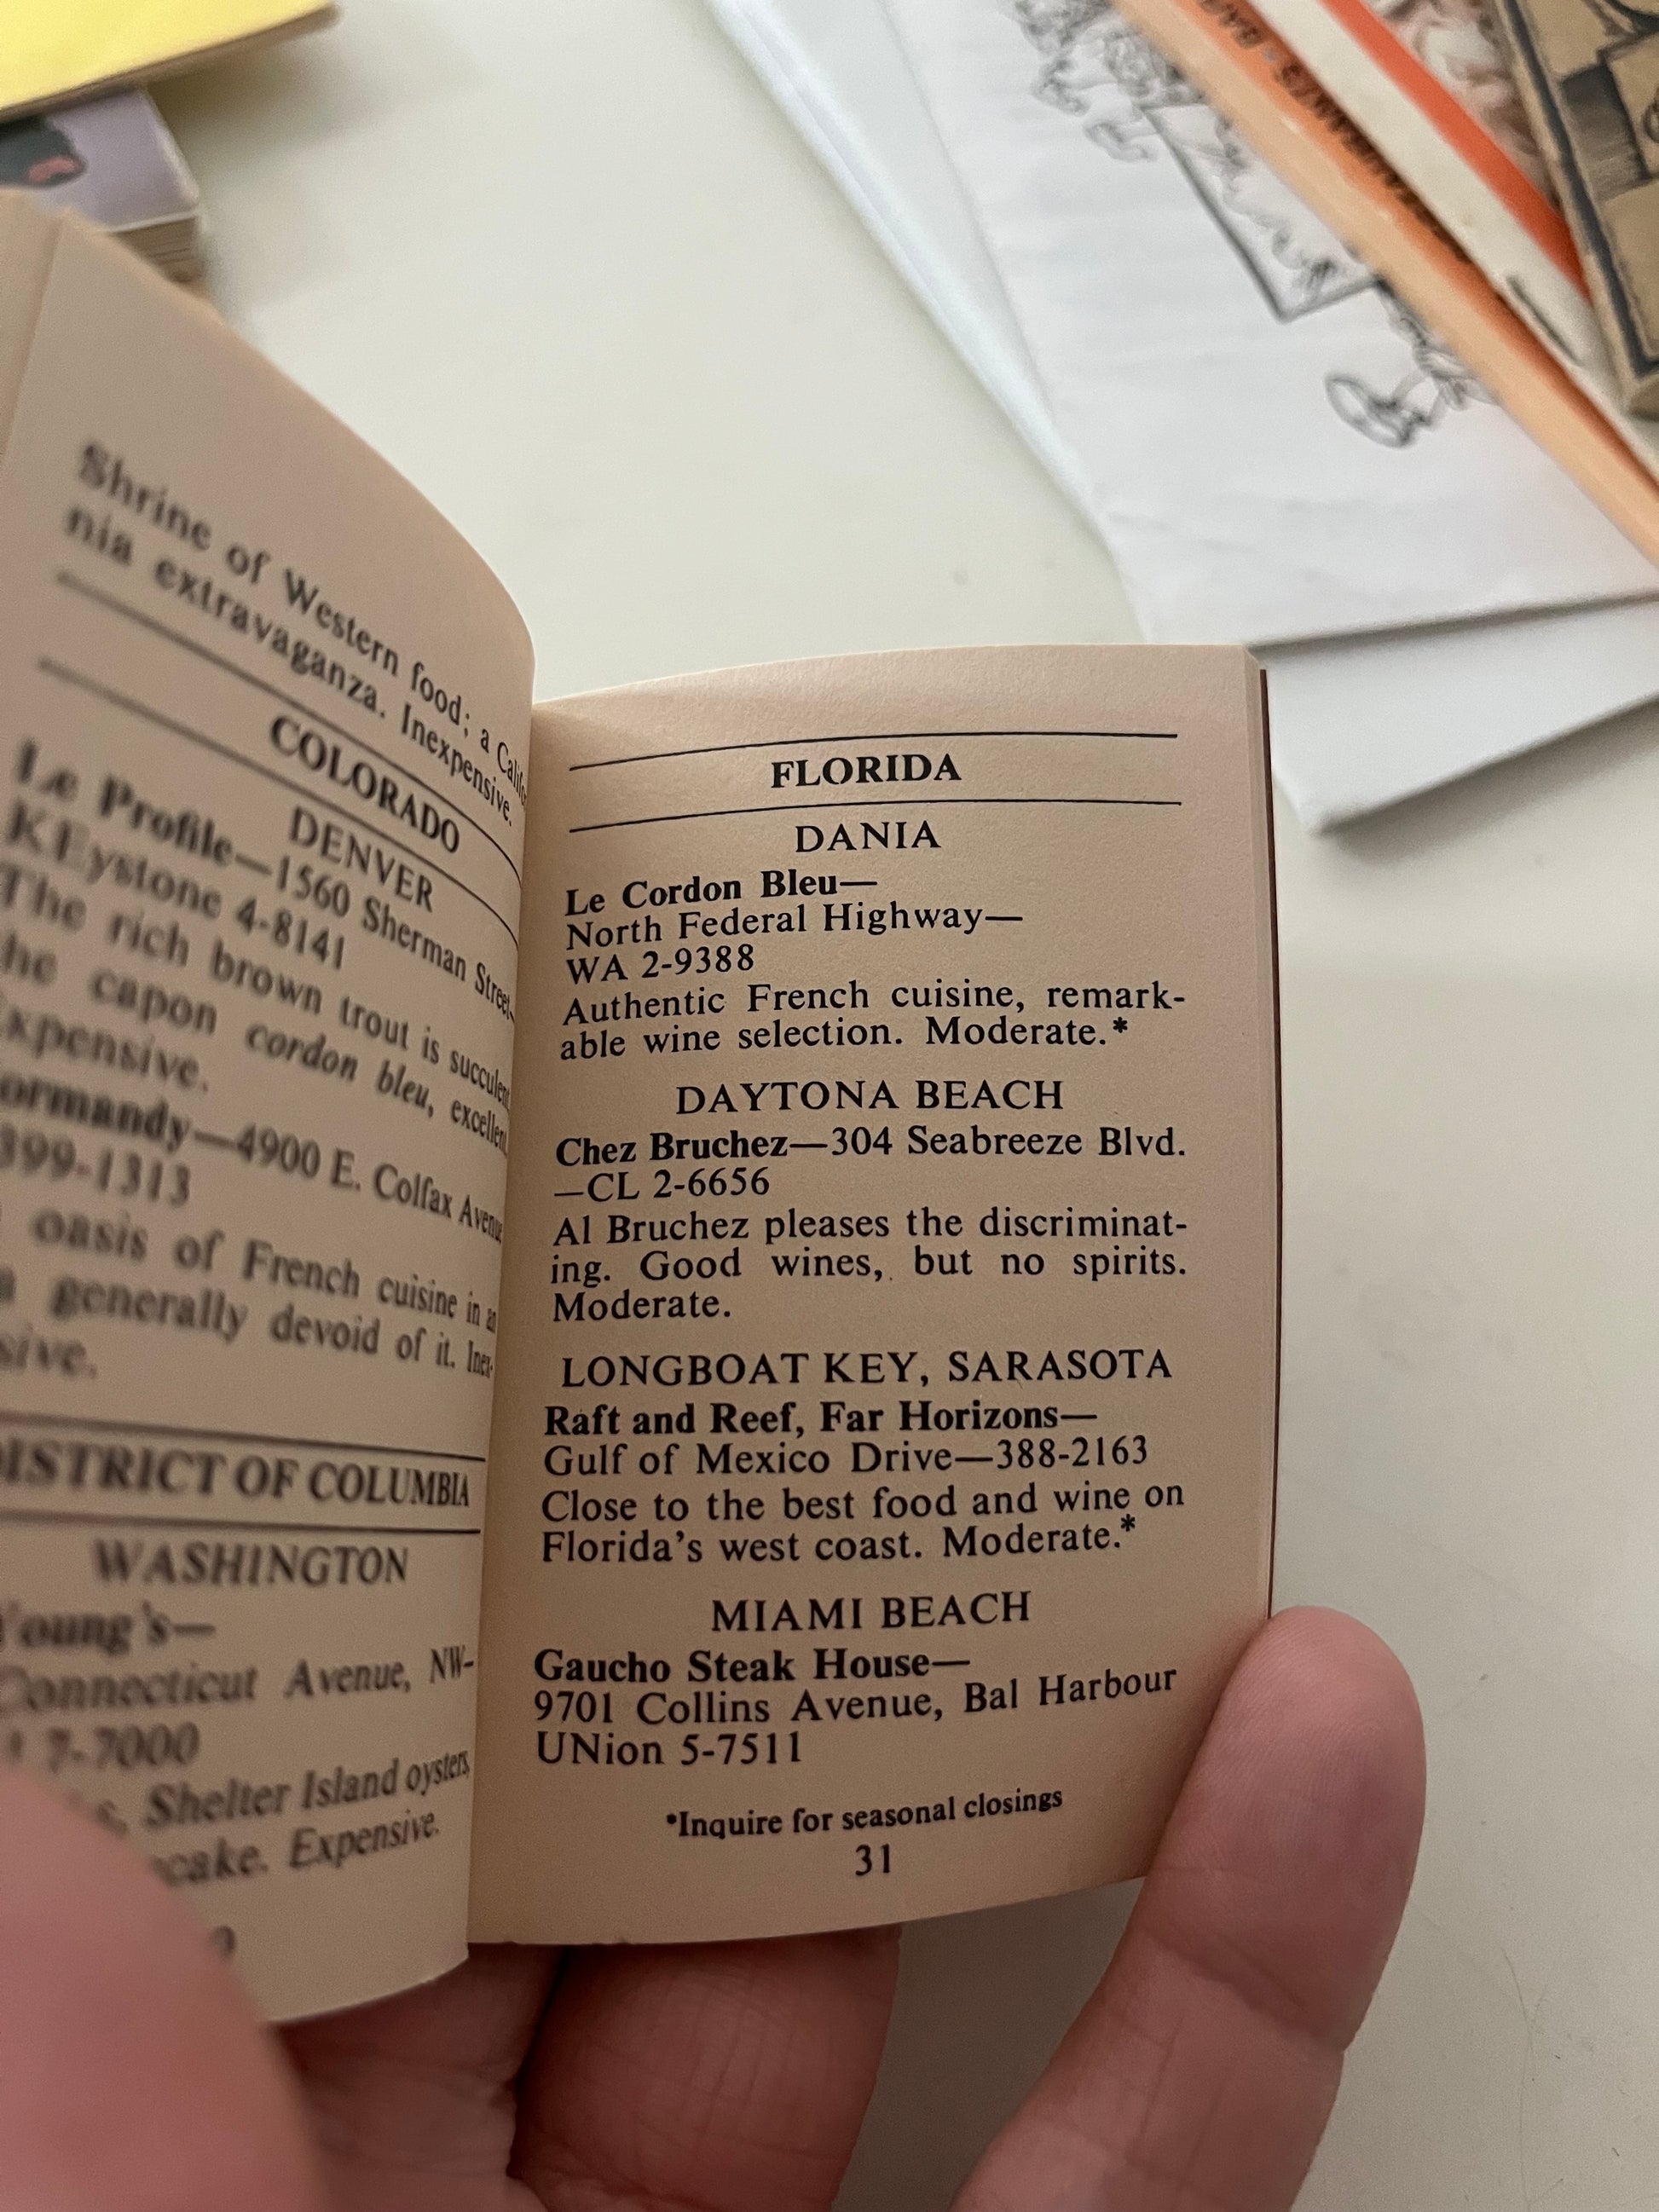 Shrine of Western food; a Califo
nia extravaganza. Inexpensive.
COLORADO
DENVER
Le Profile—1560 Sherman Street—
KEystone 4-8141
The rich brown trout is succulent,
the capon cordon bleu, excellent.
Expensive.
ormandy—4900 E. Colfax Avenue
399-1313
oasis of French cuisine in an
generally devoid of it. Inex-
sive.
DISTRICT OF COLUMBIA
WASHINGTON
Young's—
Connecticut Avenue, NW—
7-7000
Shelter Island oysters,
cake. Expensive.
FLORIDA
DANIA
Le Cordon Bleu—
North Federal Highway—
WA 2-9388
Authentic French cuisine, remark-
able wine selection. Moderate.*
DAYTONA BEACH
Chez Bruchez—304 Seabreeze Blvd.
—CL 2-6656
Al Bruchez pleases the discriminat-
ing. Good wines, but no spirits.
Moderate.
LONGBOAT KEY, SARASOTA
Raft and Reef, Far Horizons—
Gulf of Mexico Drive—388-2163
Close to the best food and wine on
Florida's west coast. Moderate.*
MIAMI BEACH
Gaucho Steak House—
9701 Collins Avenue, Bal Harbour
UNion 5-7511
*Inquire for seasonal closings
31